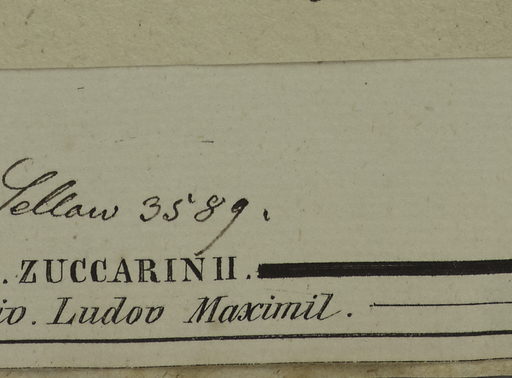 Sellow 3589.
. ZUCCARINII.
io. Ludov Maximil.